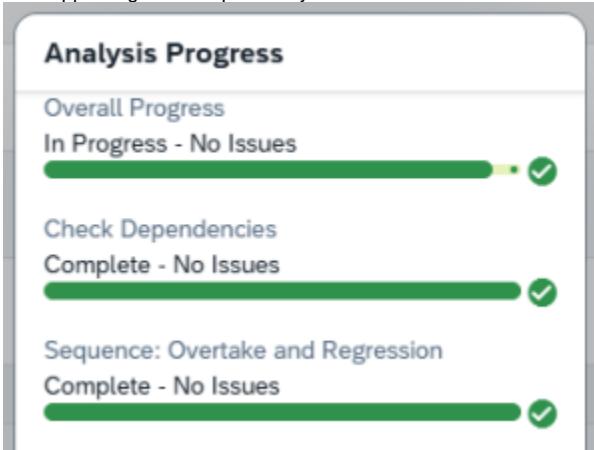 Analysis Progress
Overall Progress
In Progress - No Issues
Check Dependencies
Complete - No Issues
Sequence: Overtake and Regression
Complete - No Issues